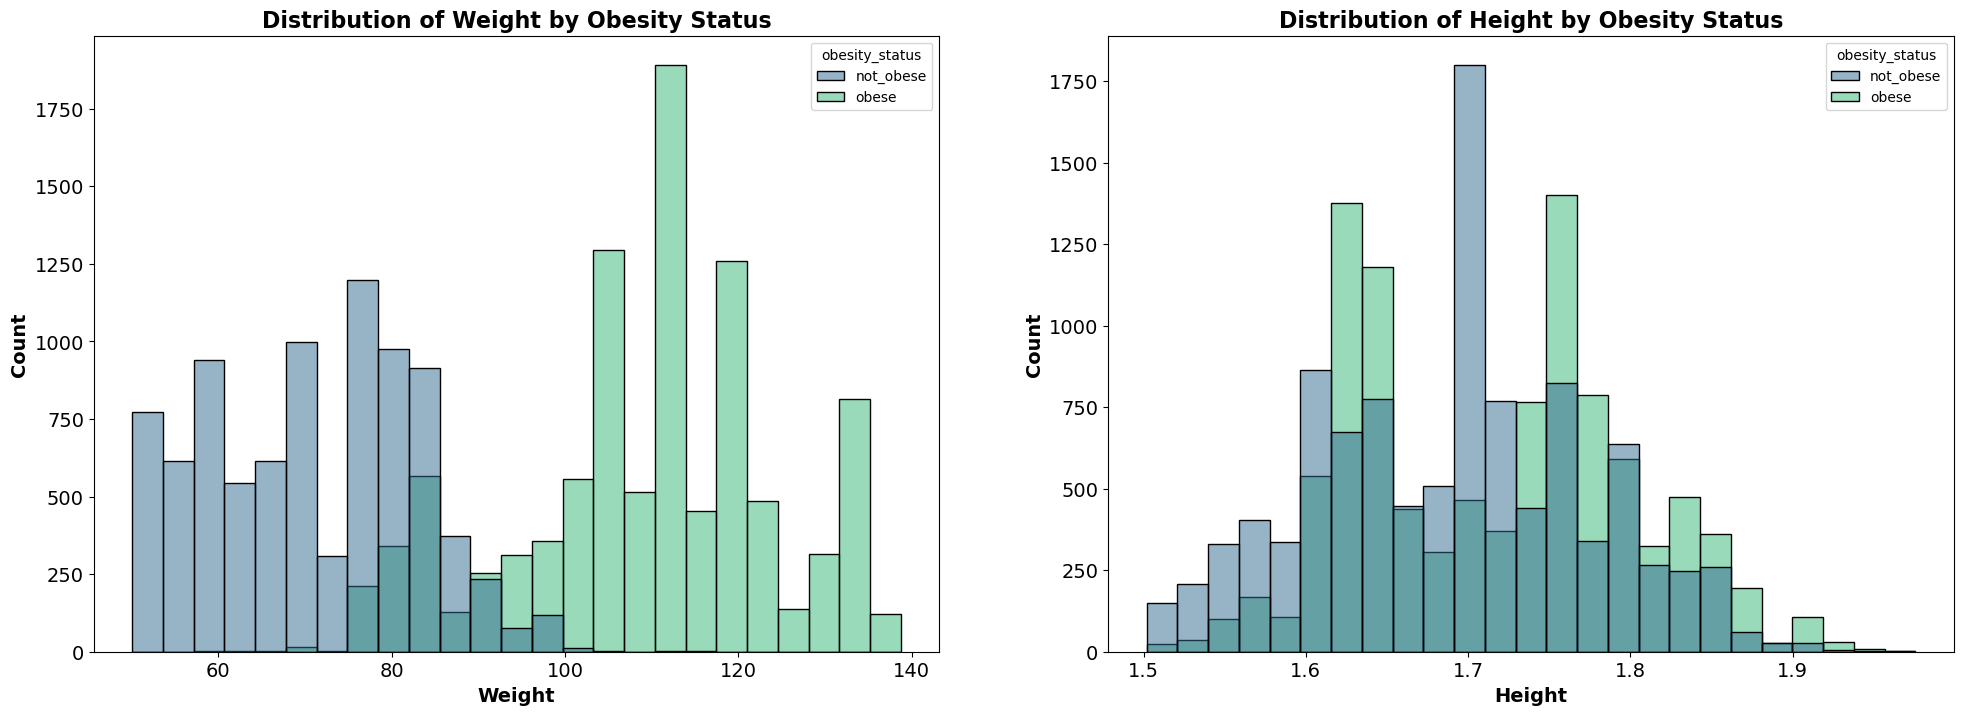 Distribution of Weight by Obesity Status
obesity_status
not_obese
obese
Count
1750
1500
1250
1000
750
500
250
0
60 80 100 120 140
Weight
Distribution of Height by Obesity Status
obesity_status
not_obese
obese
Count
1750
1500
1250
1000
750
500
250
0
1.5 1.6 1.7 1.8 1.9
Height